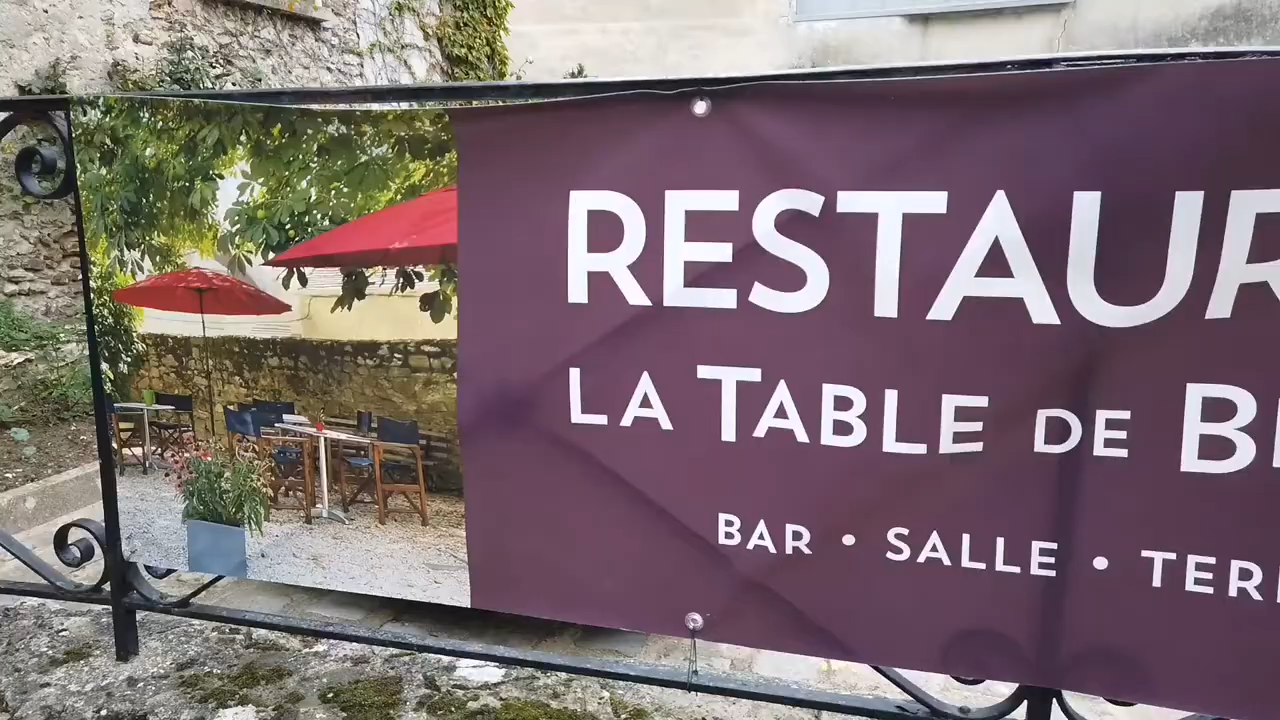 RESTAUR
LA TABLE DE B
BAR • SALLE • TER